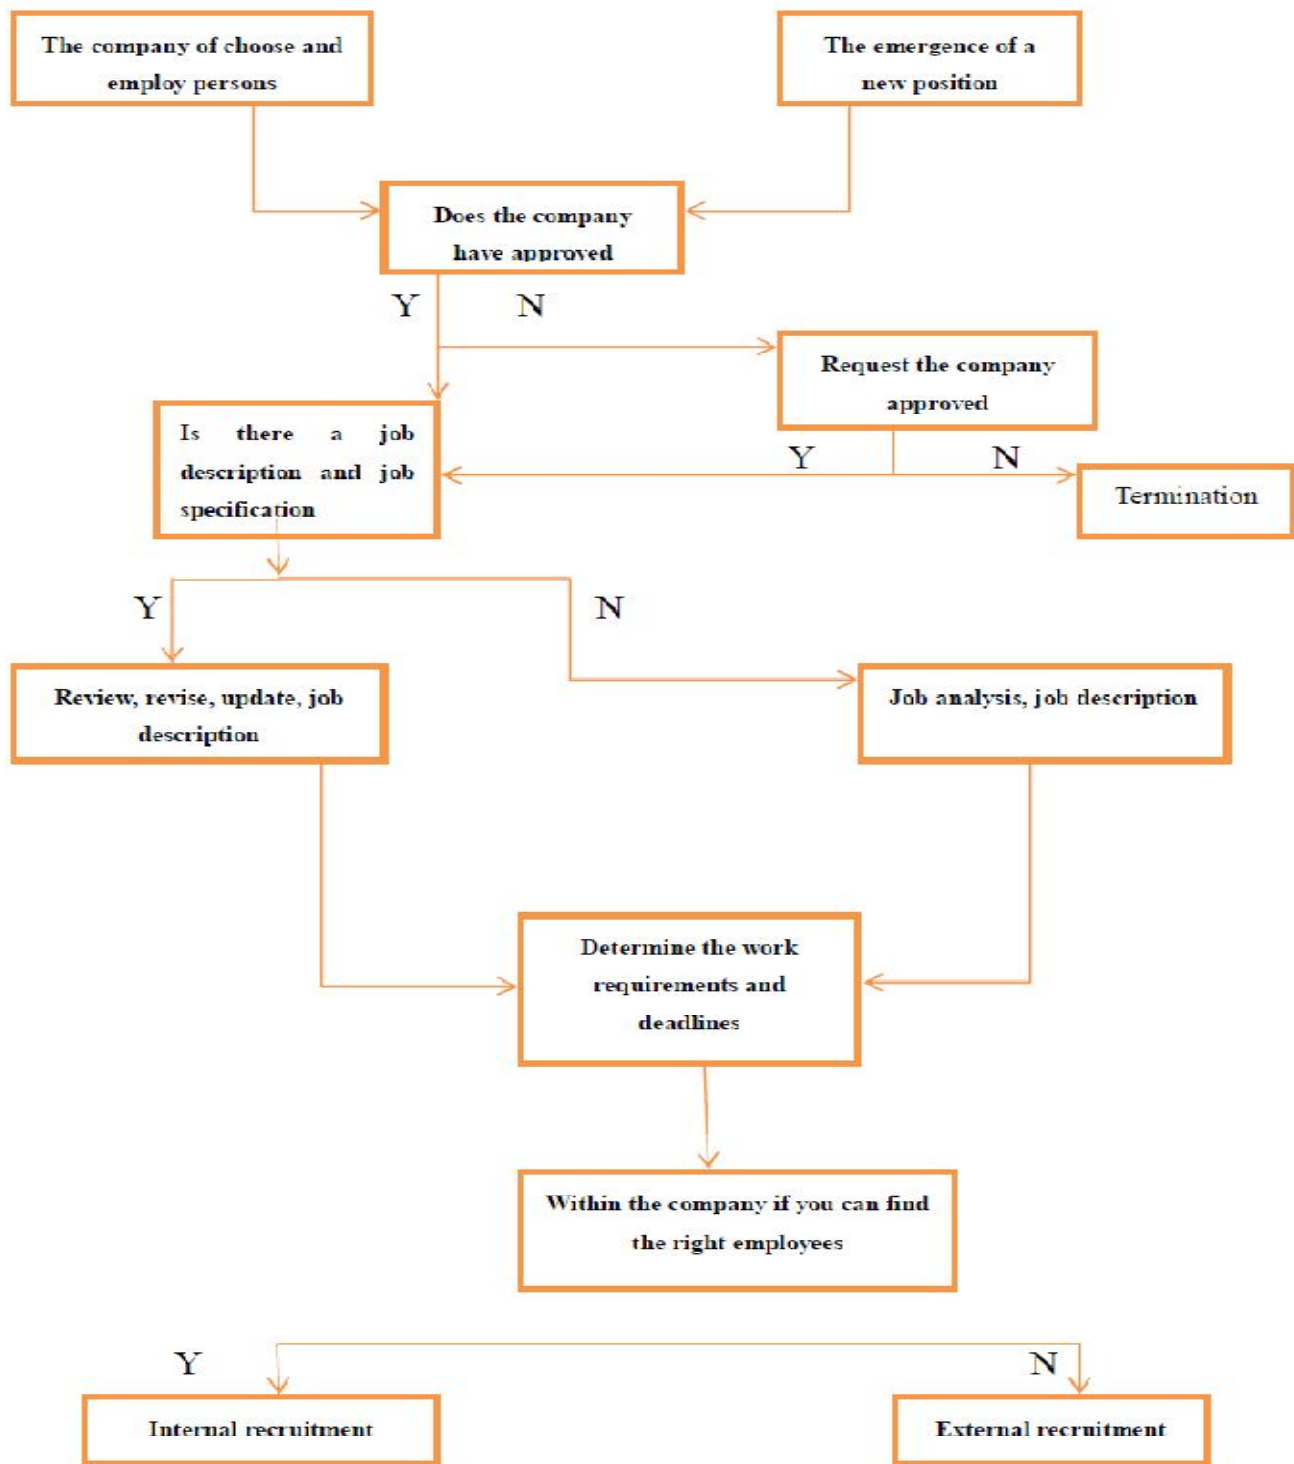 The company of choose and
employ persons
The emergence of a
new position
Does the company
have approved
Y
N
Request the company
approved
Is there a job
description and job
specification
Y
N
Termination
Y
N
Review, revise, update, job
description
Job analysis, job description
Determine the work
requirements and
deadlines
Within the company if you can find
the right employees
Y
N
Internal recruitment
External recruitment